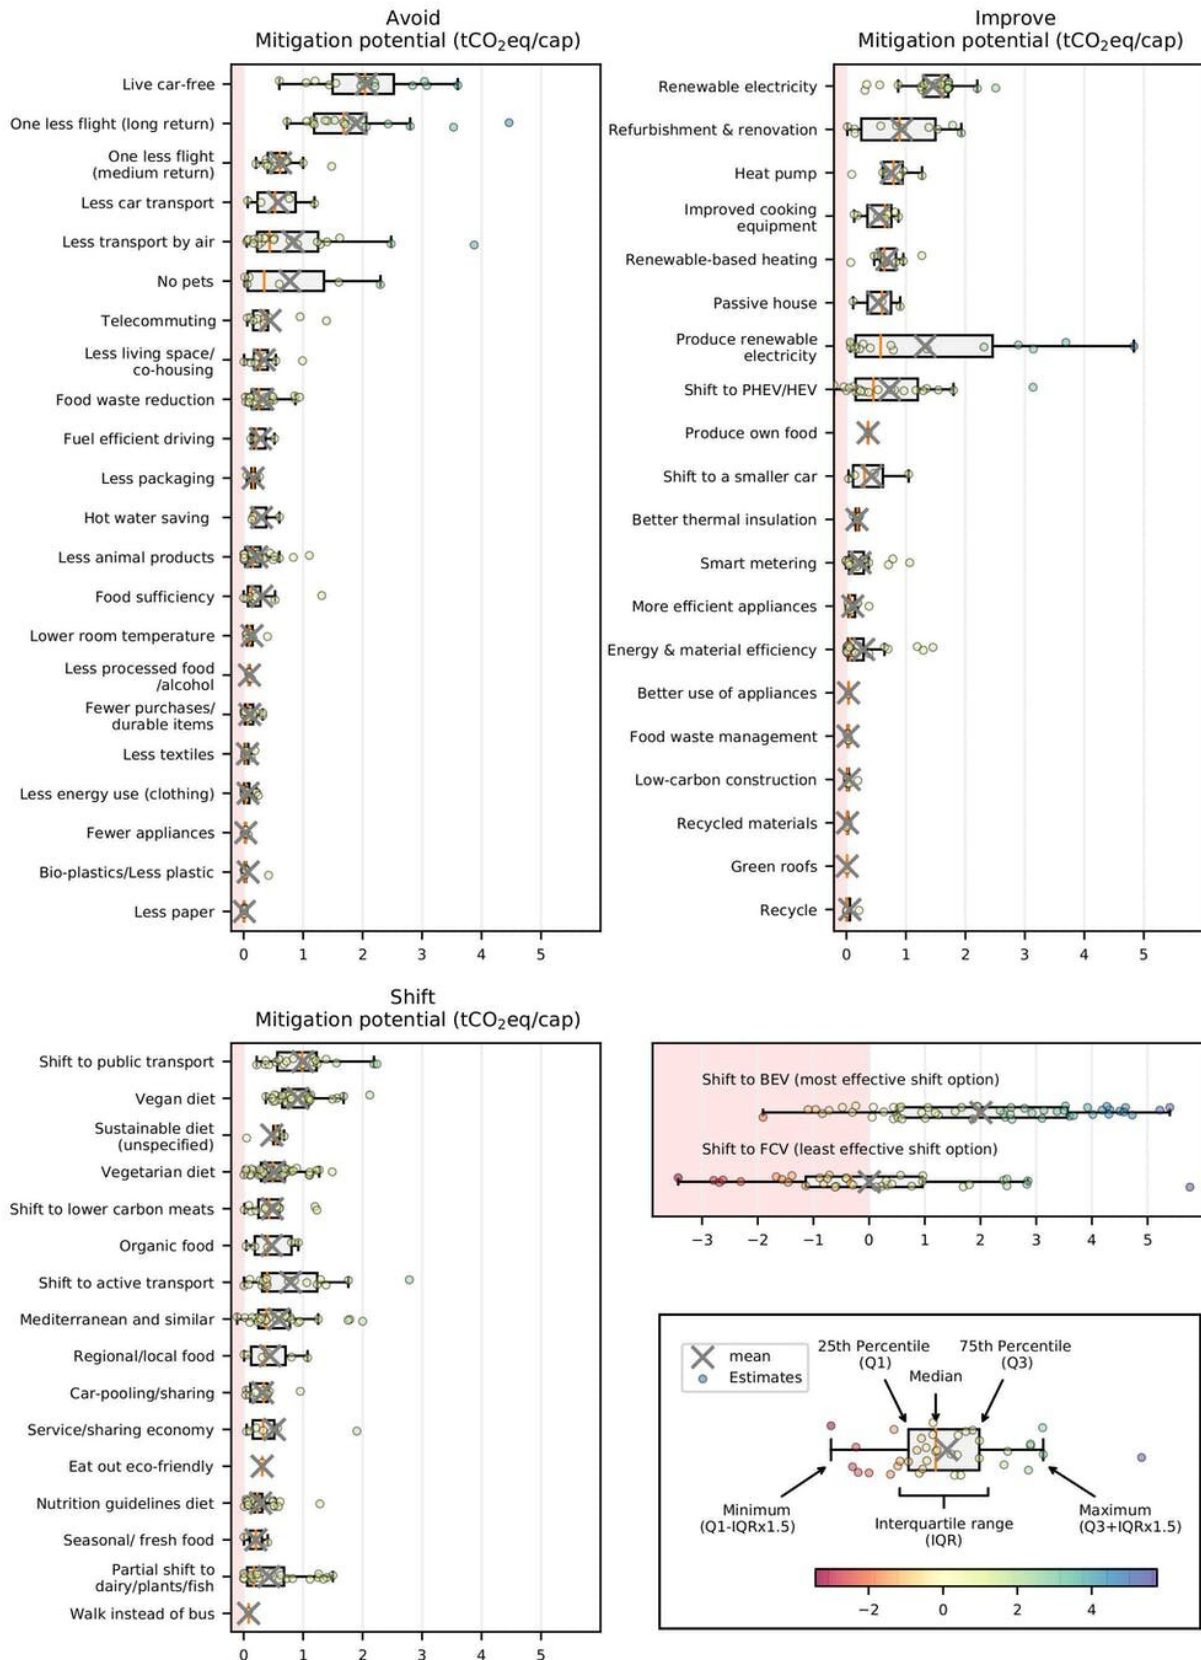 Avoid
Mitigation potential (tCO₂eq/cap)
Live car-free
One less flight (long return)
One less flight
(medium return)
Less car transport
Less transport by air
No pets
Telecommuting
Less living space/
co-housing
Food waste reduction
Fuel efficient driving
Less packaging
Hot water saving
Less animal products
Food sufficiency
Lower room temperature
Less processed food
/alcohol
Fewer purchases/
durable items
Less textiles
Less energy use (clothing)
Fewer appliances
Bio-plastics/Less plastic
Less paper
0 1 2 3 4 5
Improve
Mitigation potential (tCO₂eq/cap)
Renewable electricity
Refurbishment & renovation
Heat pump
Improved cooking
equipment
Renewable-based heating
Passive house
Produce renewable
electricity
Shift to PHEV/HEV
Produce own food
Shift to a smaller car
Better thermal insulation
Smart metering
More efficient appliances
Energy & material efficiency
Better use of appliances
Food waste management
Low-carbon construction
Recycled materials
Green roofs
Recycle
0 1 2 3 4 5
Shift
Mitigation potential (tCO₂eq/cap)
Shift to public transport
Vegan diet
Sustainable diet
(unspecified)
Vegetarian diet
Shift to lower carbon meats
Organic food
Shift to active transport
Mediterranean and similar
Regional/local food
Car-pooling/sharing
Service/sharing economy
Eat out eco-friendly
Nutrition guidelines diet
Seasonal/ fresh food
Partial shift to
dairy/plants/fish
Walk instead of bus
0 1 2 3 4 5
Shift to BEV (most effective shift option)
Shift to FCV (least effective shift option)
−3 −2 −1 0 1 2 3 4 5
mean
Estimates
25th Percentile
(Q1)
Median
75th Percentile
(Q3)
Minimum
(Q1-IQRx1.5)
Interquartile range
(IQR)
Maximum
(Q3+IQRx1.5)
−2 0 2 4